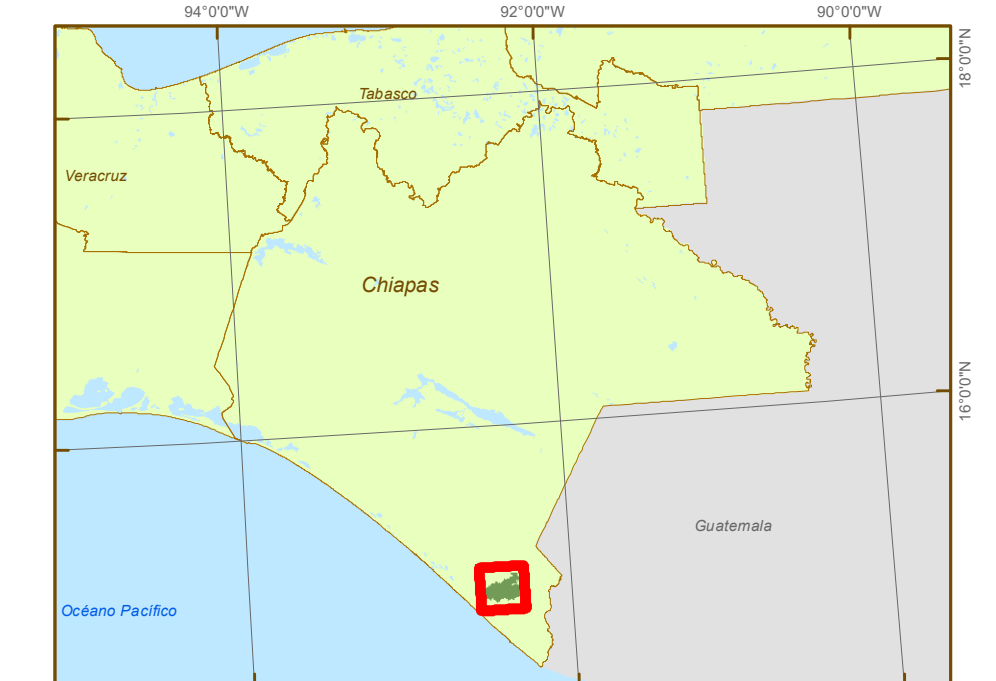 94°0'0"W
92°0'0"W
90°0'0"W
18°0'0"N
Tabasco
Veracruz
Chiapas
16°0'0"N
Guatemala
Océano Pacífico